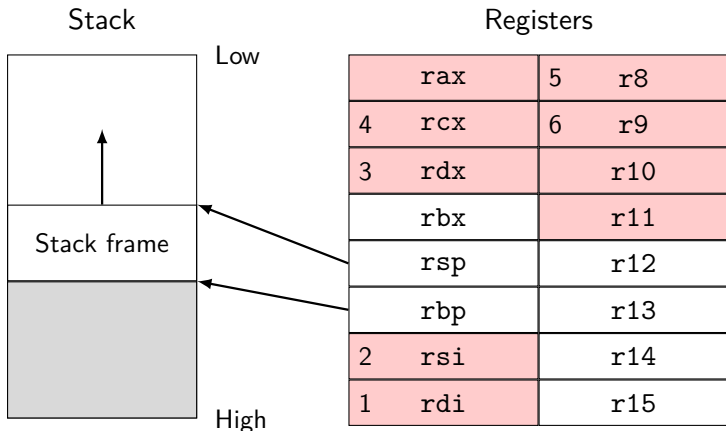 Stack
Registers
Low
High
Stack frame
rax 5 r8
4 rcx 6 r9
3 rdx r10
rbx r11
rsp r12
rbp r13
2 rsi r14
1 rdi r15